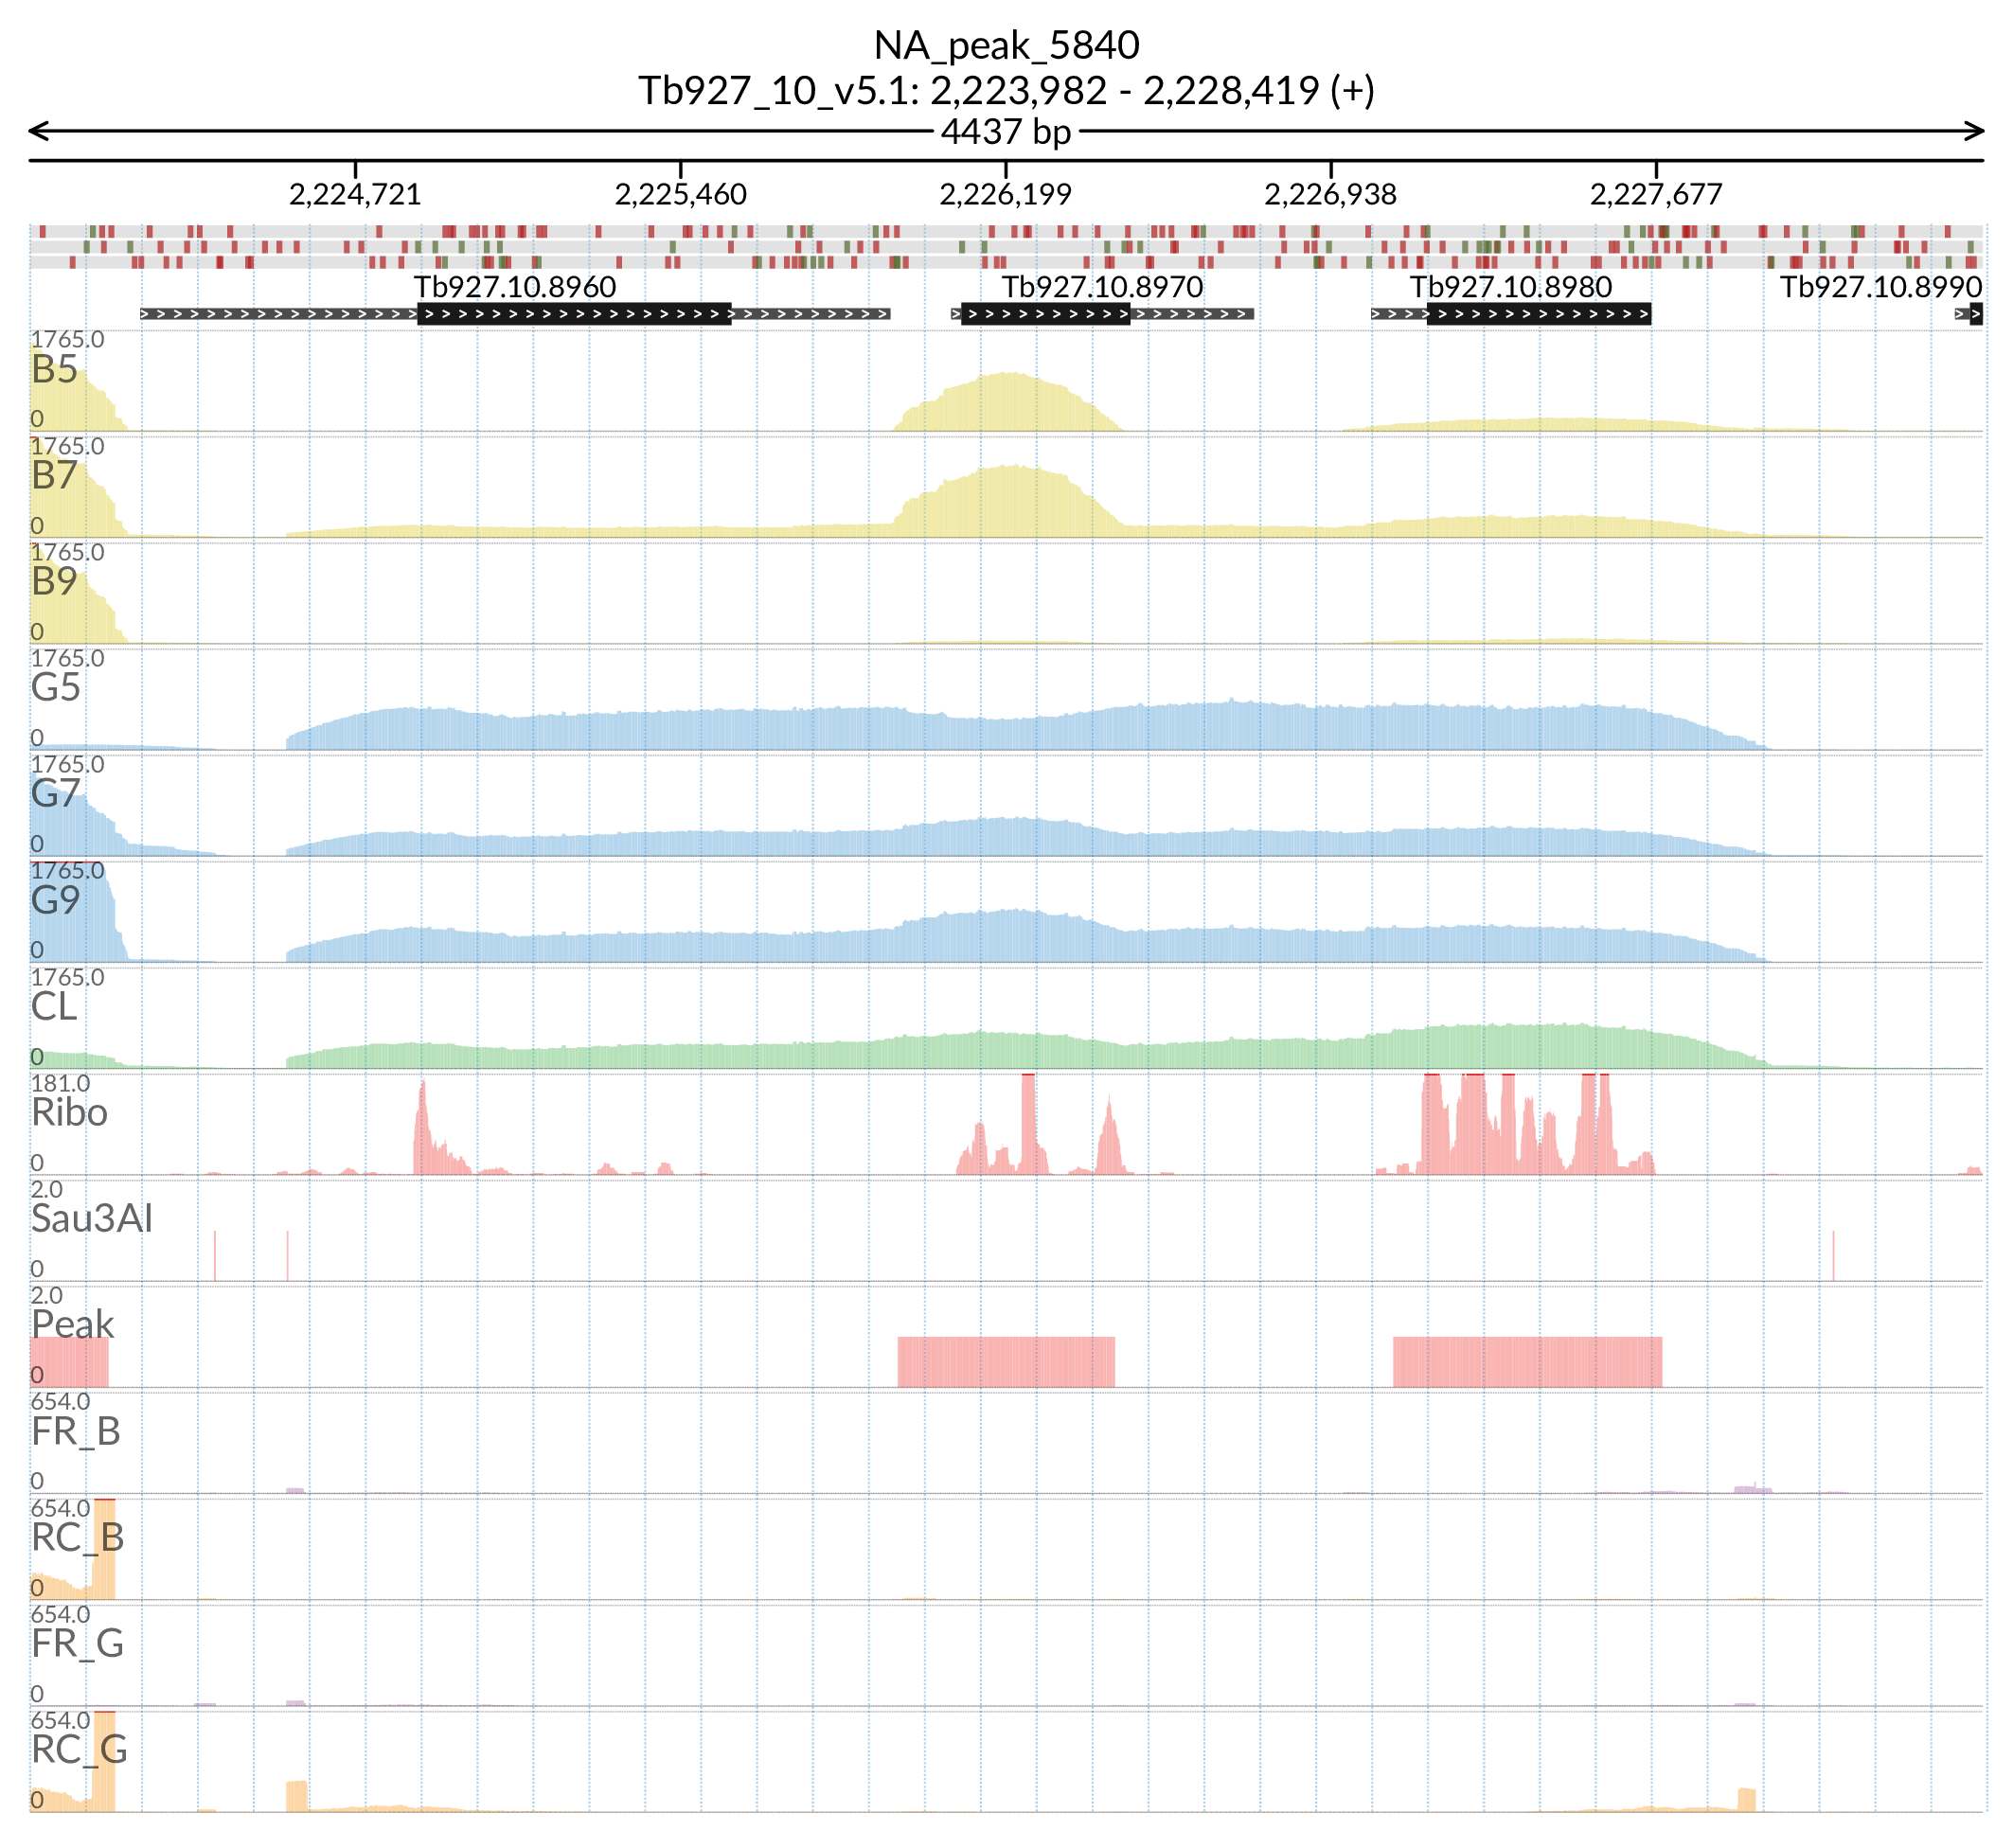 NA_peak_5840
Tb927_10_v5.1: 2,223,982 - 2,228,419 (+)
4437 bp
2,224,721 2,225,460 2,226,199 2,226,938 2,227,677
Tb927.10.8960 Tb927.10.8970 Tb927.10.8980 Tb927.10.8990
1765.0
B5
0
1765.0
B7
0
1765.0
B9
0
1765.0
G5
0
1765.0
G7
0
1765.0
G9
0
1765.0
CL
0
181.0
Ribo
0
2.0
Sau3AI
0
2.0
Peak
0
654.0
FR_B
0
654.0
RC_B
0
654.0
FR_G
0
654.0
RC_G
0